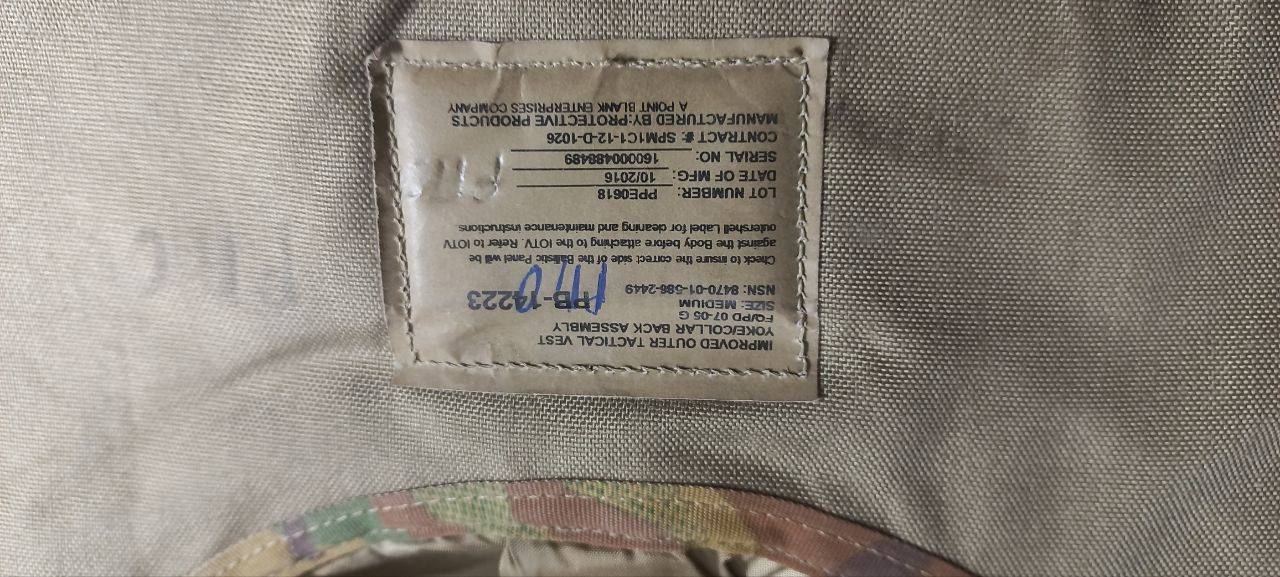 IMPROVED OUTER TACTICAL VEST
YOKE/COLLAR BACK ASSEMBLY
FQ/PD 07-05 G
SIZE: MEDIUM
PB-14223
NSN: 8470-01-586-2449
Check to insure the correct side of the Ballistic Panel will be
against the Body before attaching to the IOTV. Refer to IOTV
outershell Label for cleaning and maintenance instructions
LOT NUMBER: PPE0618
DATE OF MFG: 10/2016
SERIAL NO: 160000488489
CONTRACT #: SPM1C1-12-D-1026
MANUFACTURED BY: PROTECTIVE PRODUCTS
A POINT BLANK ENTERPRISES COMPANY